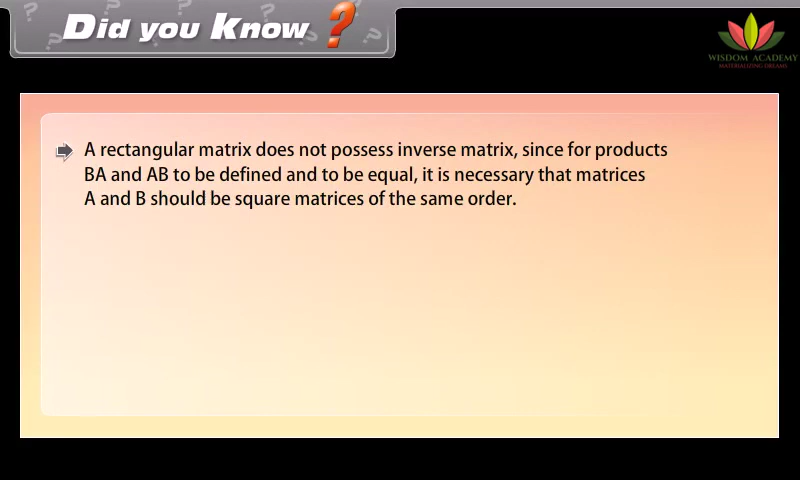 Did you Know ?
WISDOM ACADEMY
MATERIALIZING DREAMS
A rectangular matrix does not possess inverse matrix, since for products
BA and AB to be defined and to be equal, it is necessary that matrices
A and B should be square matrices of the same order.